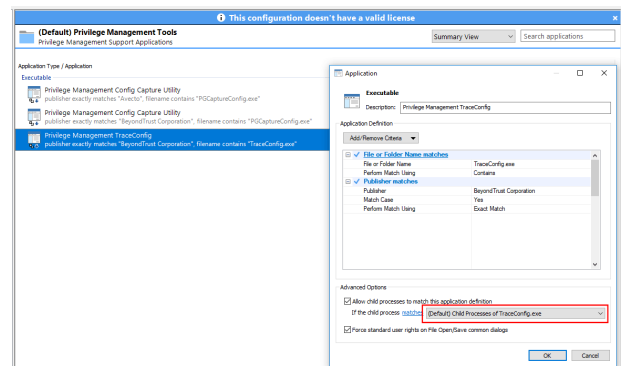 This configuration doesn't have a valid license
(Default) Privilege Management Tools
Privilege Management Support Applications
Summary View
Search applications
Application Type / Application
Executable
Privilege Management Config Capture Utility
publisher exactly matches "Avecto", filename contains "PGCaptureConfig.exe"
Privilege Management Config Capture Utility
publisher exactly matches "BeyondTrust Corporation", filename contains "PGCaptureConfig.exe"
Privilege Management TraceConfig
publisher exactly matches "BeyondTrust Corporation", filename contains "TraceConfig.exe"
Application
Executable
Description: Privilege Management TraceConfig
Application Definition
Add/Remove Criteria
File or Folder Name matches
File or Folder Name TraceConfig.exe
Perform Match Using Contains
Publisher matches
Publisher BeyondTrust Corporation
Match Case Yes
Perform Match Using Exact Match
Advanced Options
Allow child processes to match this application definition
If the child process matches (Default) Child Processes of TraceConfig.exe
Force standard user rights on File Open/Save common dialogs
OK Cancel